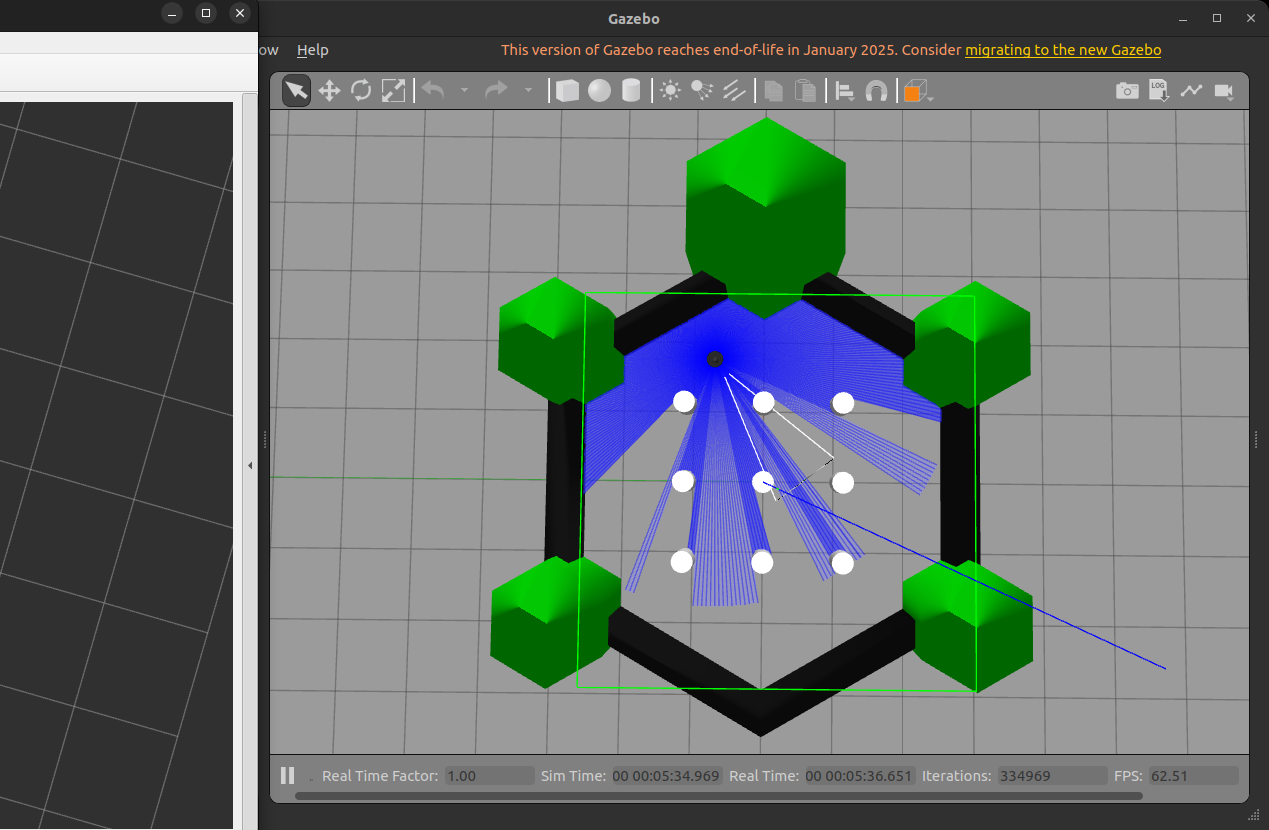 Gazebo
ow Help This version of Gazebo reaches end-of-life in January 2025. Consider migrating to the new Gazebo
LOG
Real Time Factor: 1.00 Sim Time: 00 00:05:34.969 Real Time: 00 00:05:36.651 Iterations: 334969 FPS: 62.51